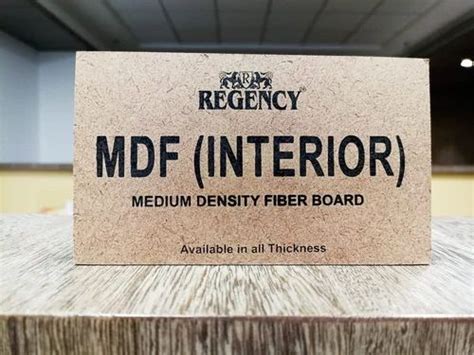 R
REGENCY®
MDF (INTERIOR)
MEDIUM DENSITY FIBER BOARD
Available in all Thickness